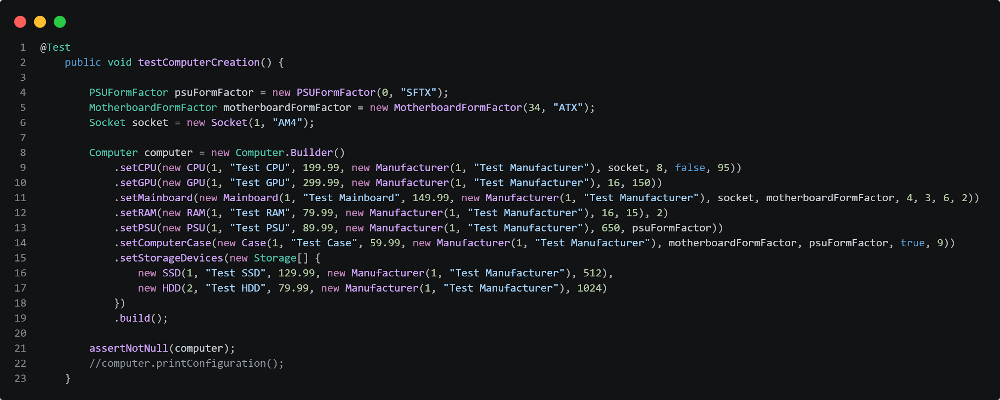 1 @Test
2 public void testComputerCreation() {
3
4 PSUFormFactor psuFormFactor = new PSUFormFactor(0, "SFTX");
5 MotherboardFormFactor motherboardFormFactor = new MotherboardFormFactor(34, "ATX");
6 Socket socket = new Socket(1, "AM4");
7
8 Computer computer = new Computer.Builder()
9 .setCPU(new CPU(1, "Test CPU", 199.99, new Manufacturer(1, "Test Manufacturer"), socket, 8, false, 95))
10 .setGPU(new GPU(1, "Test GPU", 299.99, new Manufacturer(1, "Test Manufacturer"), 16, 150))
11 .setMainboard(new Mainboard(1, "Test Mainboard", 149.99, new Manufacturer(1, "Test Manufacturer"), socket, motherboardFormFactor, 4, 3, 6, 2))
12 .setRAM(new RAM(1, "Test RAM", 79.99, new Manufacturer(1, "Test Manufacturer"), 16, 15), 2)
13 .setPSU(new PSU(1, "Test PSU", 89.99, new Manufacturer(1, "Test Manufacturer"), 650, psuFormFactor))
14 .setComputerCase(new Case(1, "Test Case", 59.99, new Manufacturer(1, "Test Manufacturer"), motherboardFormFactor, psuFormFactor, true, 9))
15 .setStorageDevices(new Storage[] {
16 new SSD(1, "Test SSD", 129.99, new Manufacturer(1, "Test Manufacturer"), 512),
17 new HDD(2, "Test HDD", 79.99, new Manufacturer(1, "Test Manufacturer"), 1024)
18 })
19 .build();
20
21 assertNotNull(computer);
22 //computer.printConfiguration();
23 }